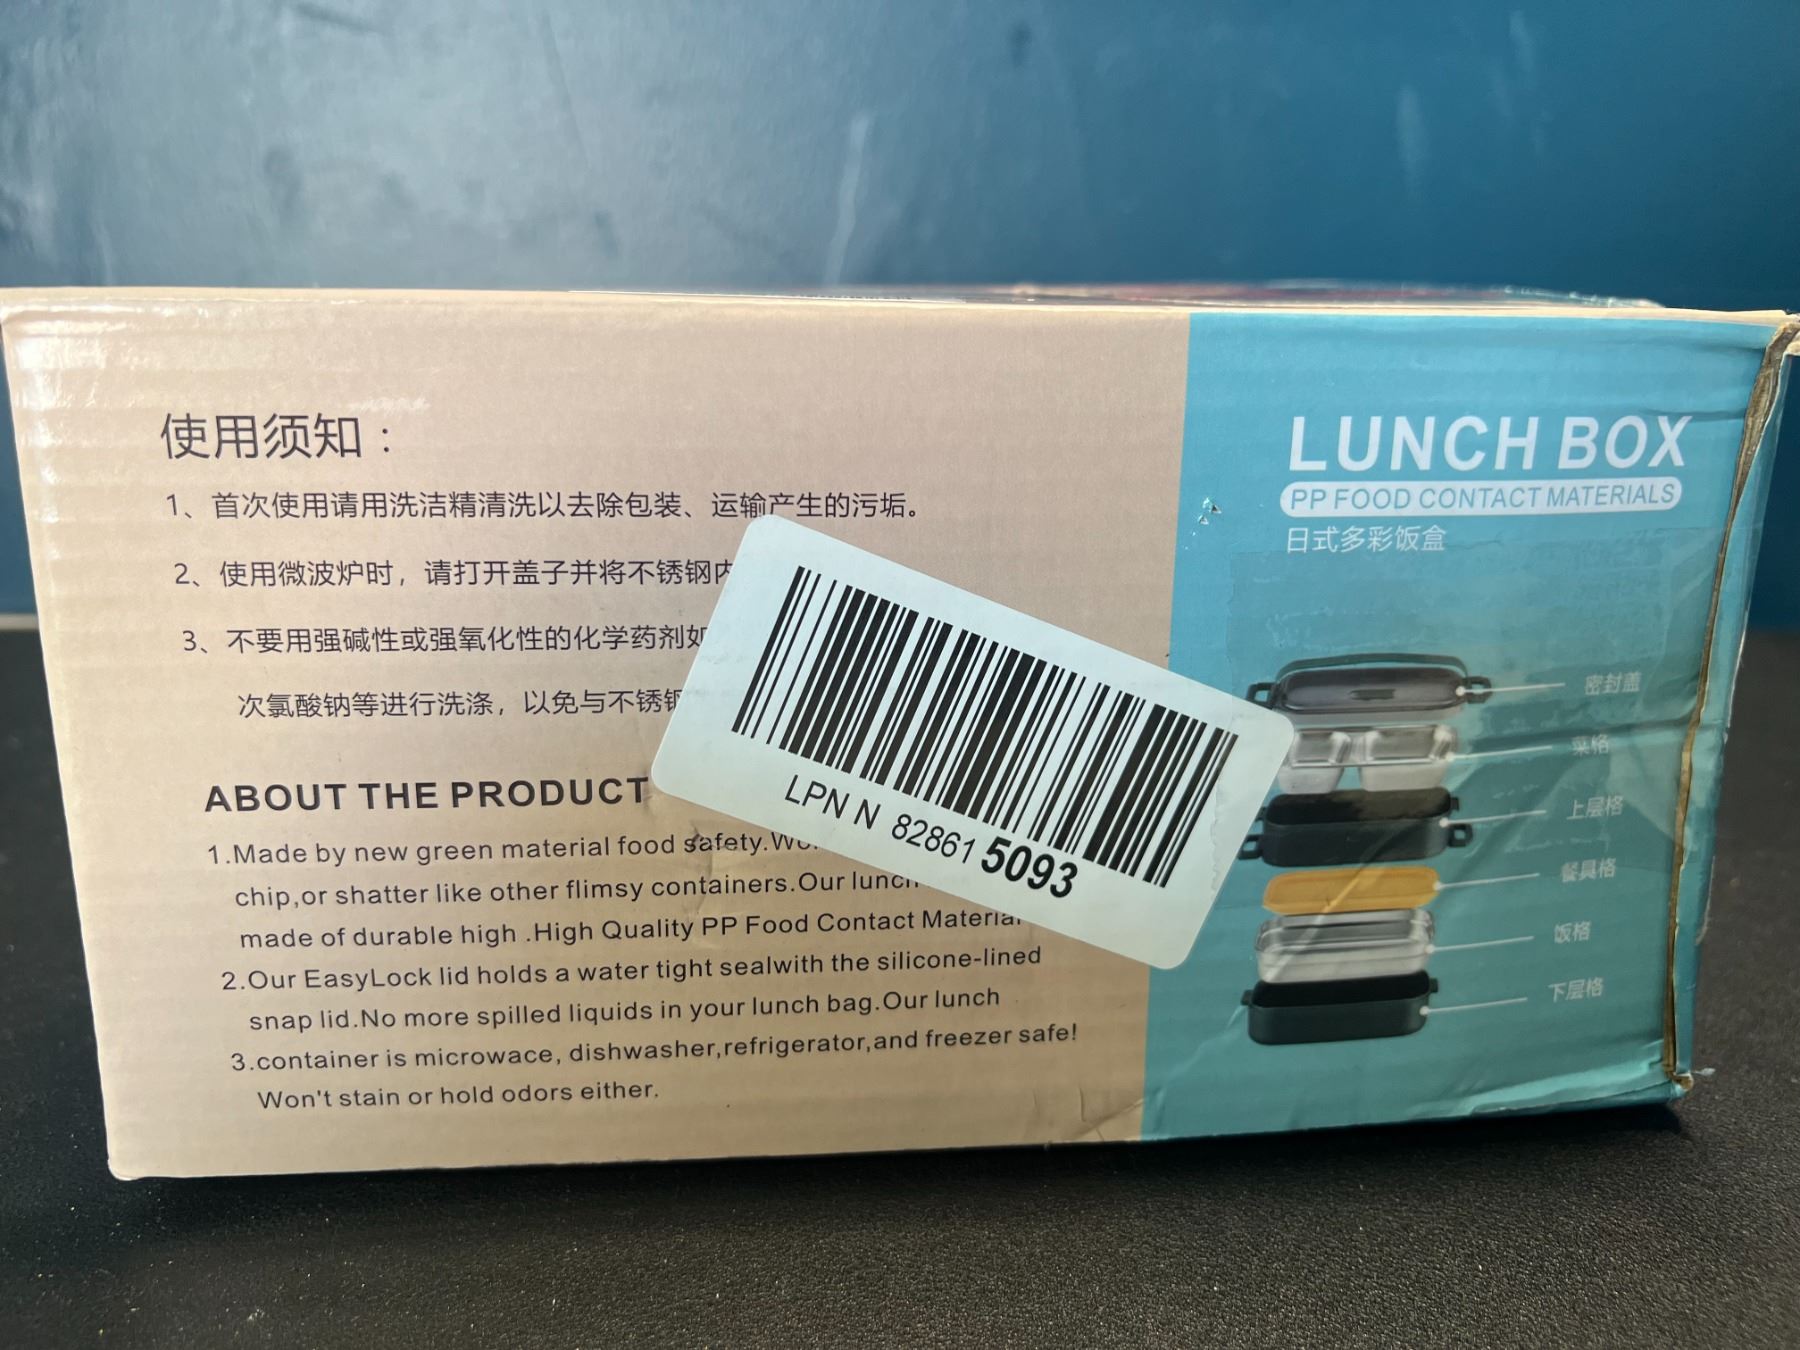 使用须知：
1、首次使用请用洗洁精清洗以去除包装、运输产生的污垢。
2、使用微波炉时，请打开盖子并将不锈钢内
3、不要用强碱性或强氧化性的化学药剂如
次氯酸钠等进行洗涤，以免与不锈钢
ABOUT THE PRODUCT
1.Made by new green material food safety.
chip,or shatter like other flimsy containers.Our lunch
made of durable high .High Quality PP Food Contact Material
2.Our EasyLock lid holds a water tight sealwith the silicone-lined
snap lid.No more spilled liquids in your lunch bag.Our lunch
3.container is microwace, dishwasher,refrigerator,and freezer safe!
Won't stain or hold odors either.
LPN N 828615093
LUNCH BOX
PP FOOD CONTACT MATERIALS
日式多彩饭盒
密封盖
菜格
上层格
餐具格
饭格
下层格